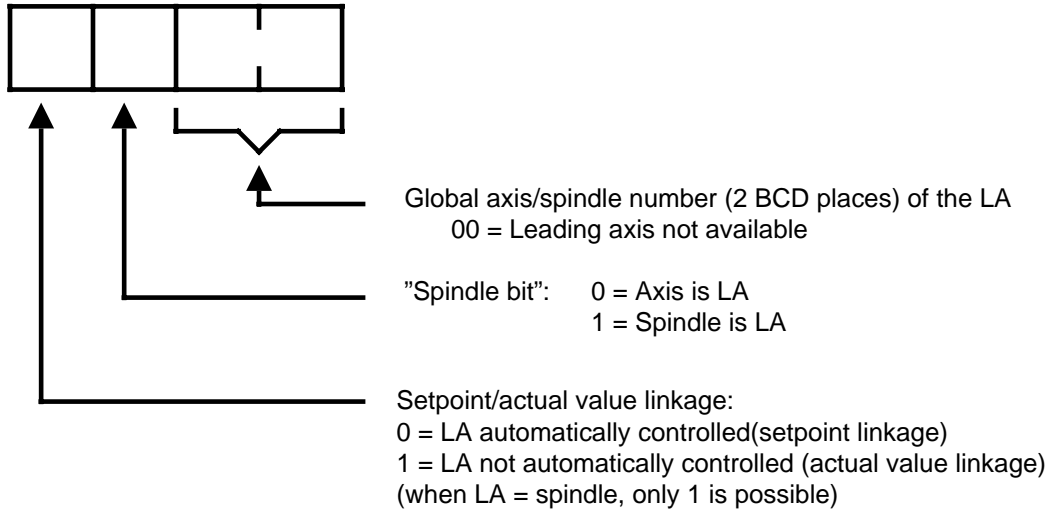 Global axis/spindle number (2 BCD places) of the LA
00 = Leading axis not available
”Spindle bit”: 0 = Axis is LA
1 = Spindle is LA
Setpoint/actual value linkage:
0 = LA automatically controlled(setpoint linkage)
1 = LA not automatically controlled (actual value linkage)
(when LA = spindle, only 1 is possible)